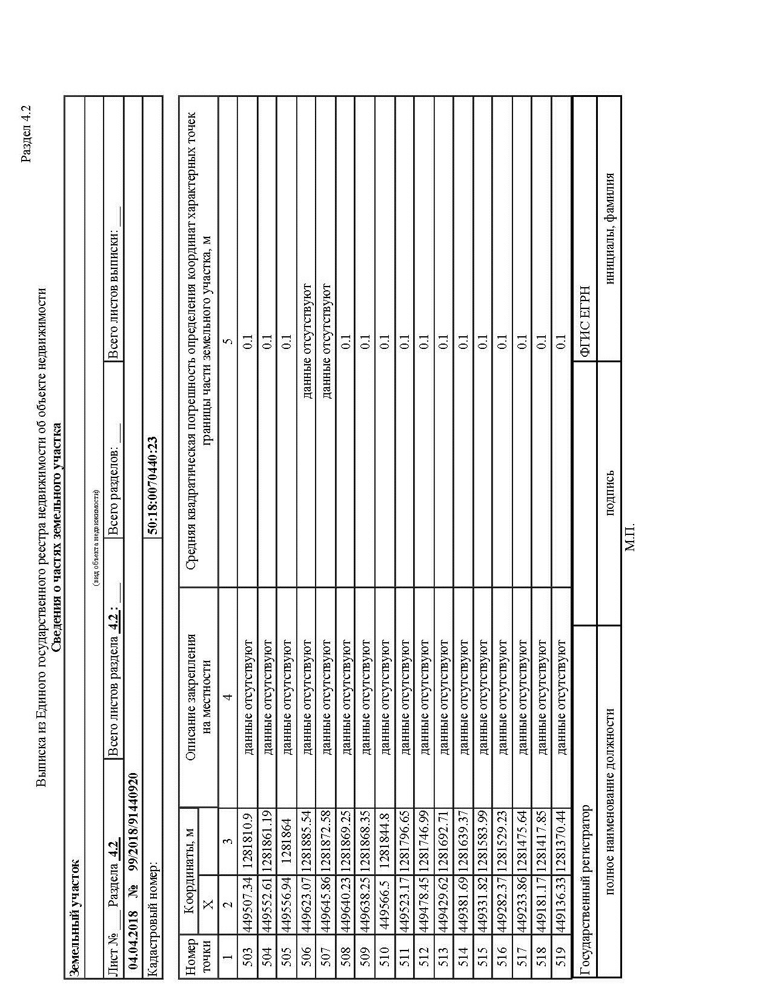 Раздел 4.2
Выписка из Единого государственного реестра недвижимости об объекте недвижимости
Сведения о частях земельного участка
Земельный участок
(вид объекта недвижимости)
Лист № ___ Раздела 4.2 Всего листов раздела 4.2 : ___ Всего разделов: ___ Всего листов выписки: ___
04.04.2018 № 99/2018/91440920
Кадастровый номер: 50:18:0070440:23
Номер Координаты, м Описание закрепления Средняя квадратическая погрешность определения координат характерных точек
точки X на местности границы части земельного участка, м
1 2 3 4 5
503 449507.34 1281810.9 данные отсутствуют 0.1
504 449552.61 1281861.19 данные отсутствуют 0.1
505 449556.94 1281864 данные отсутствуют 0.1
506 449623.07 1281885.54 данные отсутствуют данные отсутствуют
507 449645.86 1281872.58 данные отсутствуют данные отсутствуют
508 449640.23 1281869.25 данные отсутствуют 0.1
509 449638.25 1281868.35 данные отсутствуют 0.1
510 449566.5 1281844.8 данные отсутствуют 0.1
511 449523.17 1281796.65 данные отсутствуют 0.1
512 449478.45 1281746.99 данные отсутствуют 0.1
513 449429.62 1281692.71 данные отсутствуют 0.1
514 449381.69 1281639.37 данные отсутствуют 0.1
515 449331.82 1281583.99 данные отсутствуют 0.1
516 449282.37 1281529.23 данные отсутствуют 0.1
517 449233.86 1281475.64 данные отсутствуют 0.1
518 449181.17 1281417.85 данные отсутствуют 0.1
519 449136.33 1281370.44 данные отсутствуют 0.1
Государственный регистратор ФГИС ЕГРН
полное наименование должности подпись инициалы, фамилия
М.П.